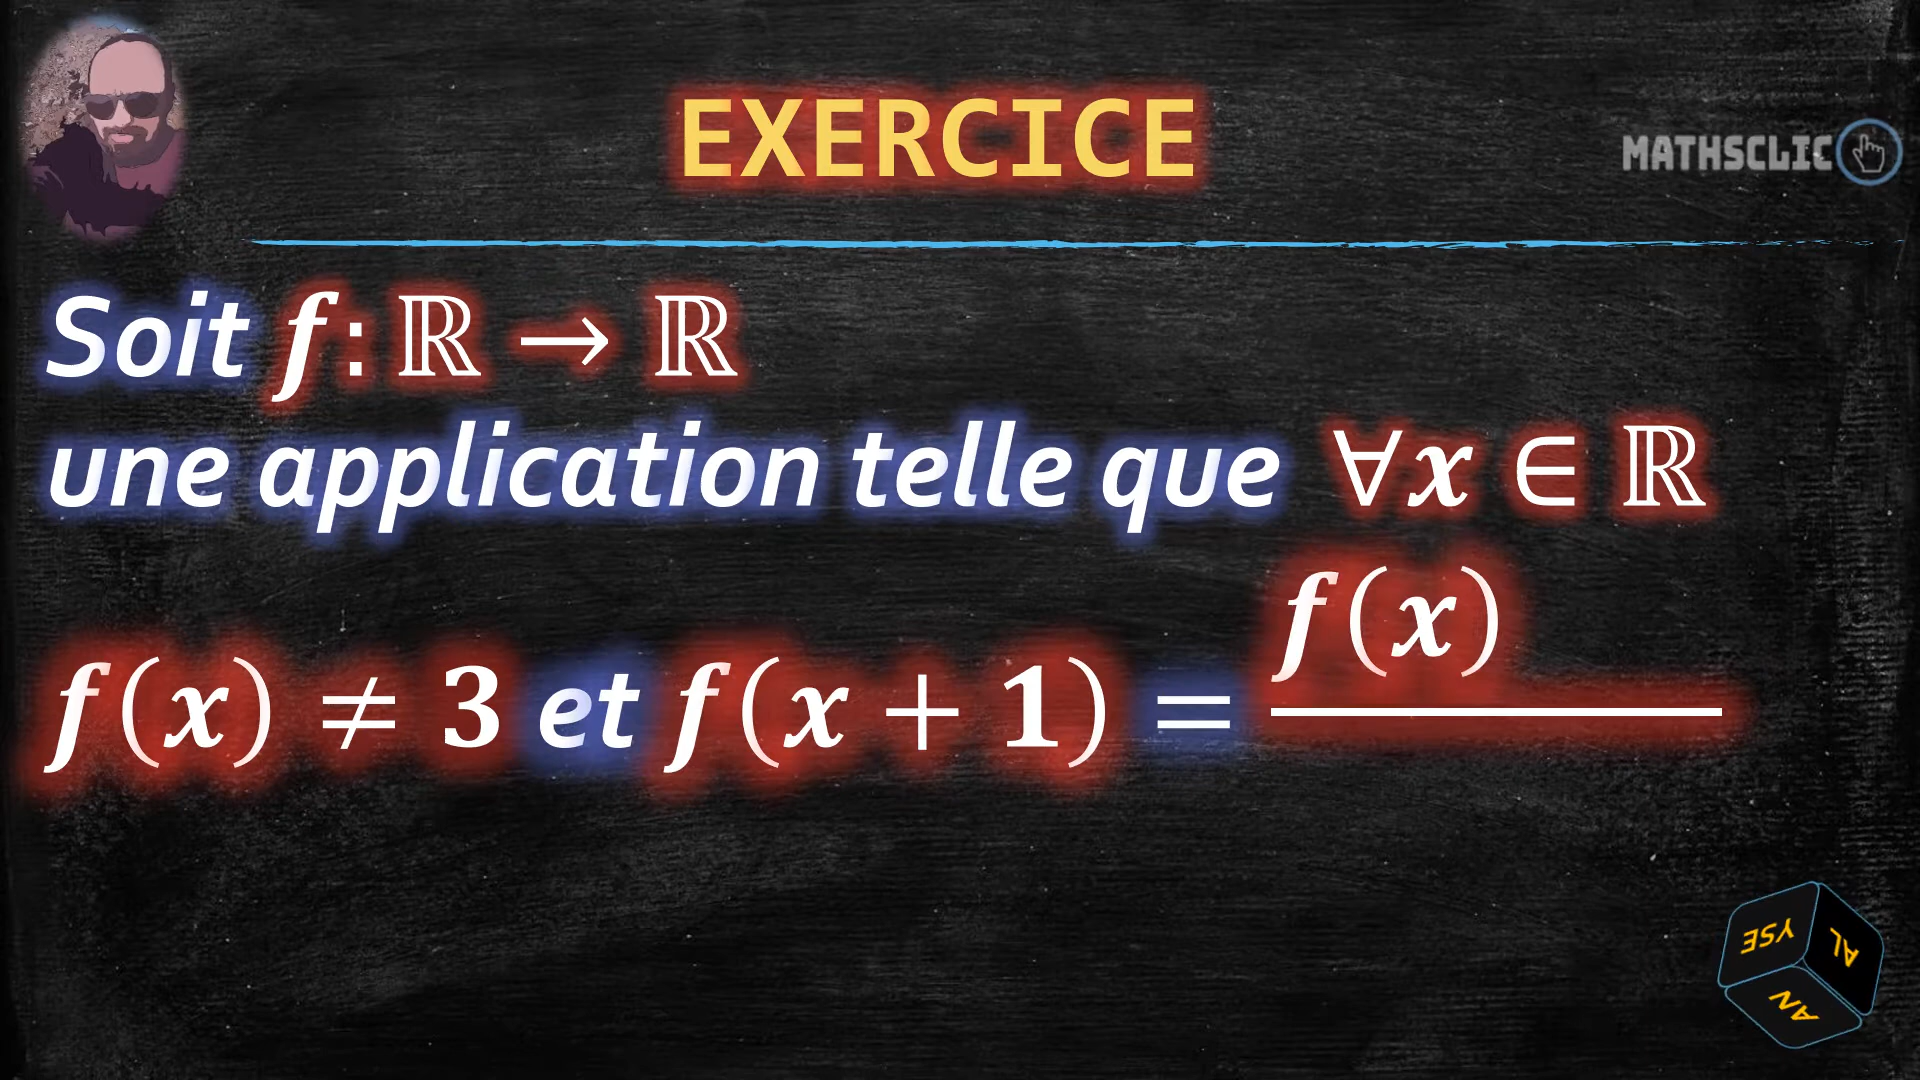 EXERCICE
MATHSCLIC
Soit f: ℝ → ℝ
une application telle que ∀x ∈ ℝ
f(x)
f(x) ≠ 3 et f(x + 1) =
YSE
AL
AN